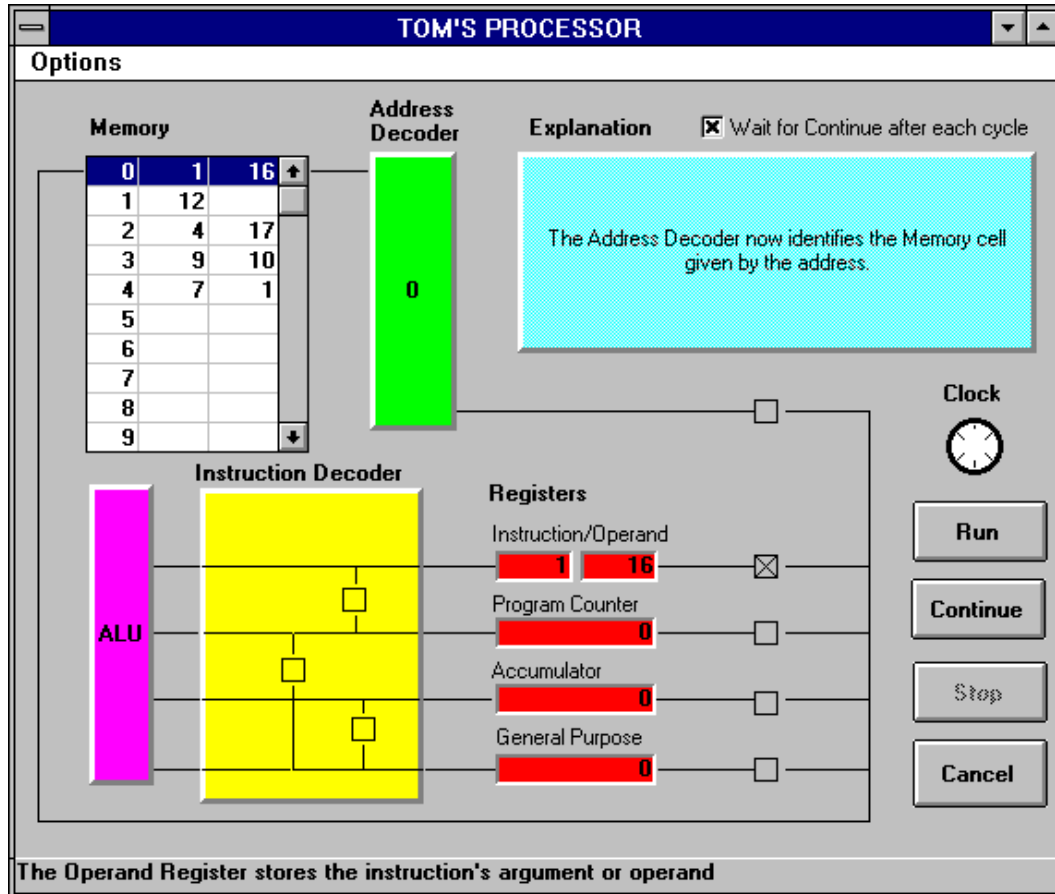 TOM'S PROCESSOR
Options
Memory
Address
Decoder
Explanation
Wait for Continue after each cycle
0 1 16
1 12
2 4 17
3 9 10
4 7 1
5
6
7
8
9
0
The Address Decoder now identifies the Memory cell
given by the address.
Clock
Instruction Decoder
Registers
Run
Instruction/Operand
1 16
Program Counter
0
Continue
ALU
Accumulator
0
Stop
General Purpose
0
Cancel
The Operand Register stores the instruction's argument or operand